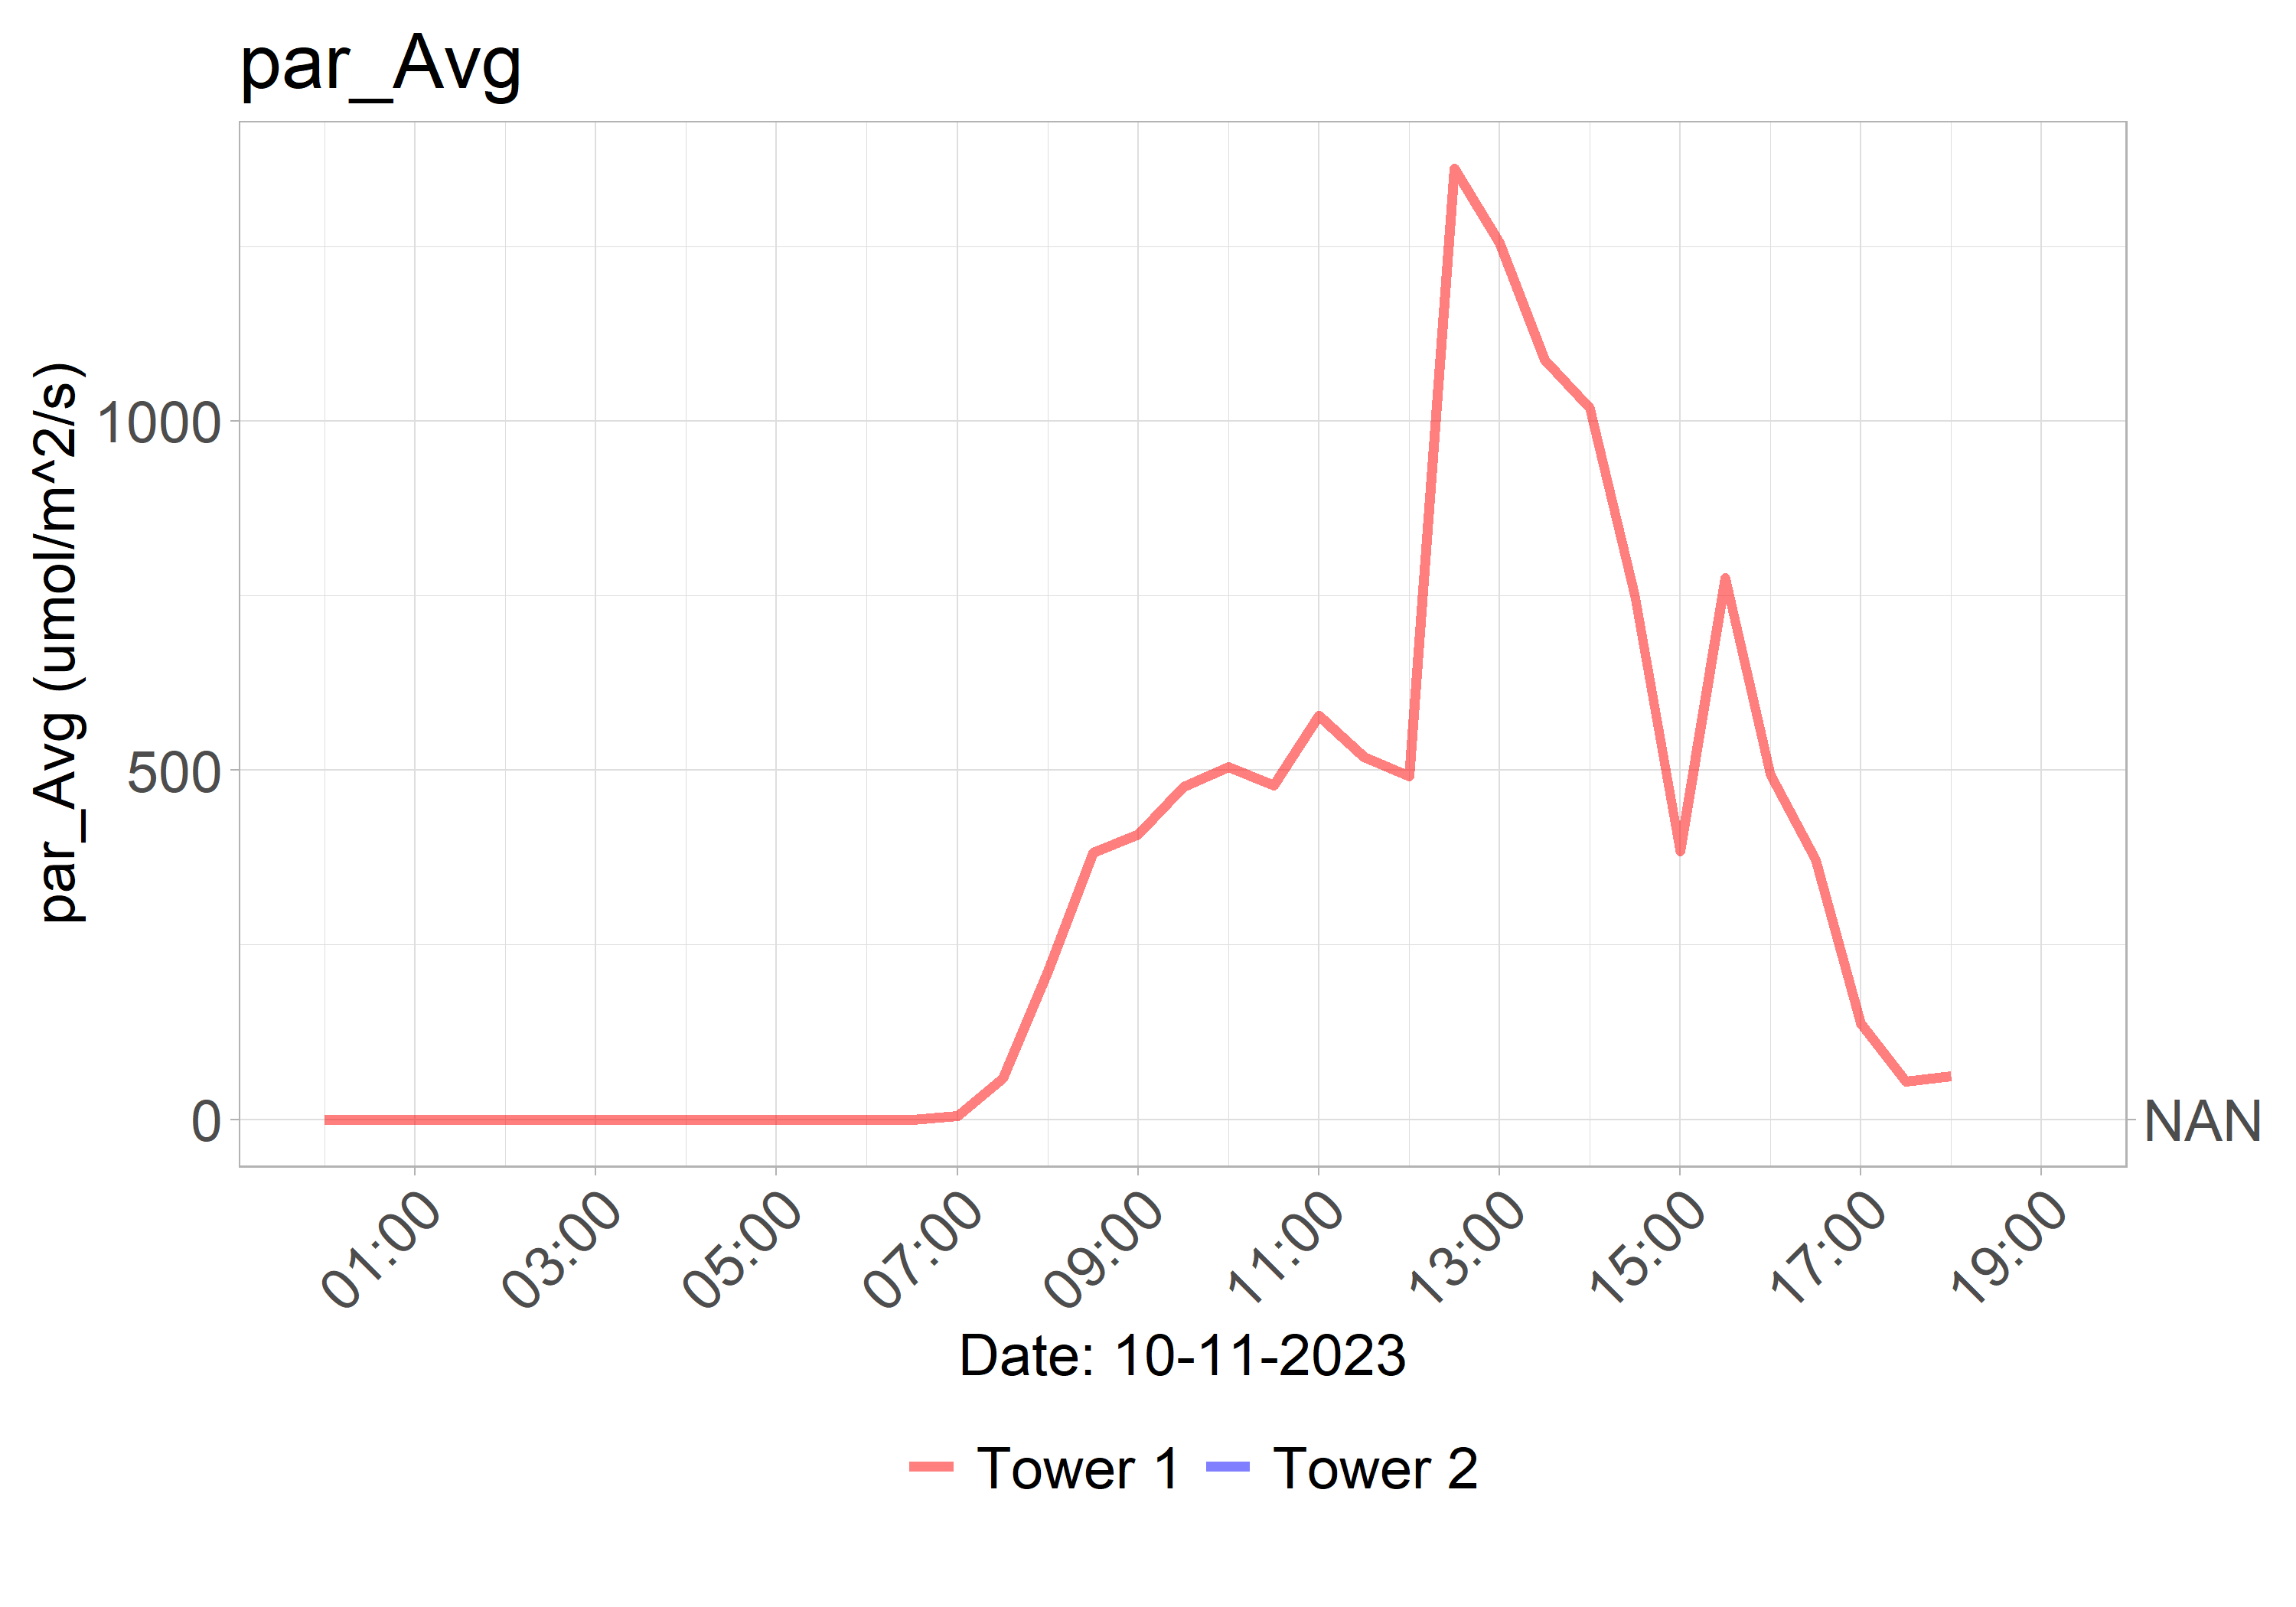 par_Avg
par_Avg (umol/m^2/s)
1000
500
0
NAN
01:00
03:00
05:00
07:00
09:00
11:00
13:00
15:00
17:00
19:00
Date: 10-11-2023
Tower 1
Tower 2